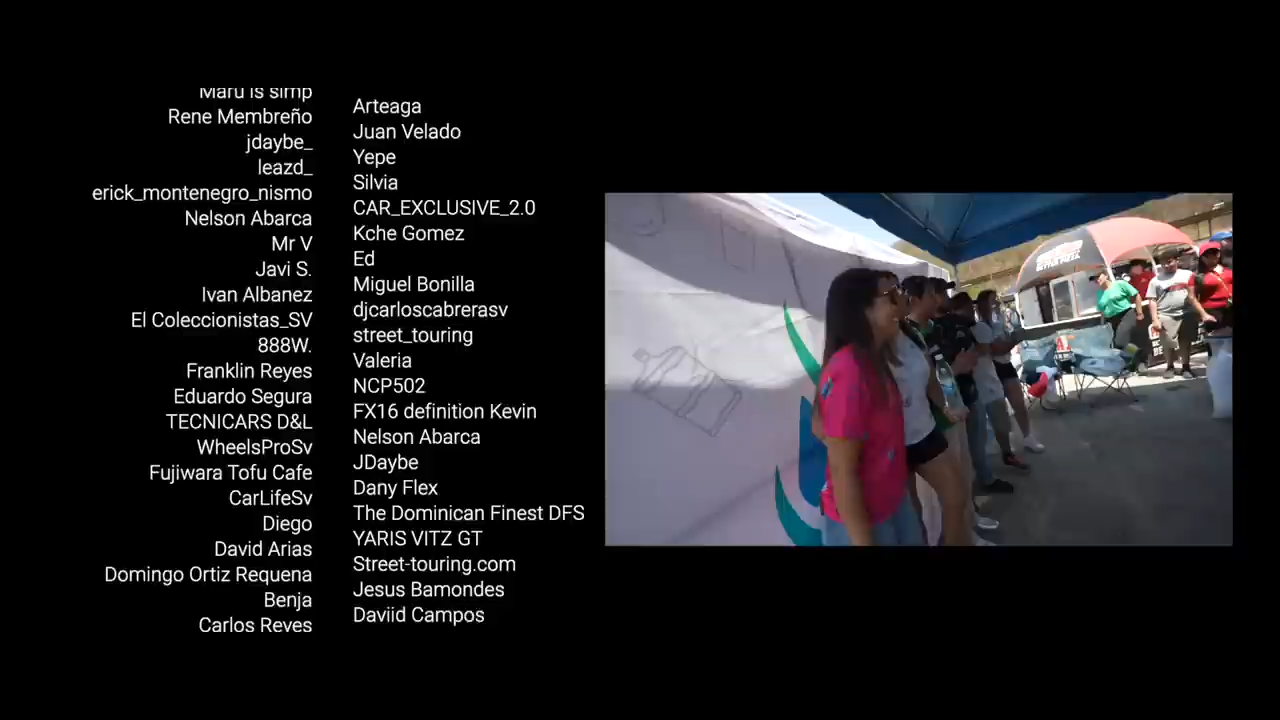 Maru is simp
Rene Membreño
jdaybe_
leazd_
erick_montenegro_nismo
Nelson Abarca
Mr V
Javi S.
Ivan Albanez
El Coleccionistas_SV
888W.
Franklin Reyes
Eduardo Segura
TECNICARS D&L
WheelsProSv
Fujiwara Tofu Cafe
CarLifeSv
Diego
David Arias
Domingo Ortiz Requena
Benja
Carlos Reyes
Arteaga
Juan Velado
Yepe
Silvia
CAR_EXCLUSIVE_2.0
Kche Gomez
Ed
Miguel Bonilla
djcarloscabrerasv
street_touring
Valeria
NCP502
FX16 definition Kevin
Nelson Abarca
JDaybe
Dany Flex
The Dominican Finest DFS
YARIS VITZ GT
Street-touring.com
Jesus Bamondes
Daviid Campos